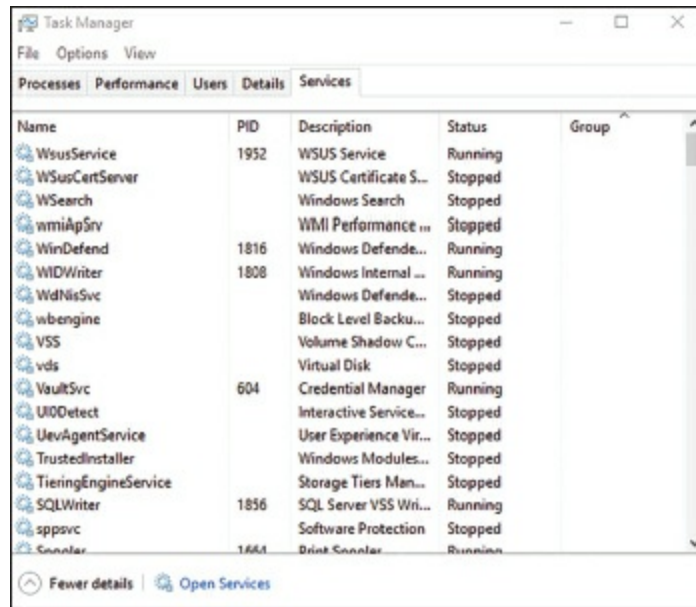 Task Manager
File Options View
Processes Performance Users Details Services
Name PID Description Status Group
WsusService 1952 WSUS Service Running
WSusCertServer WSUS Certificate S... Stopped
WSearch Windows Search Stopped
wmiApSrv WMI Performance ... Stopped
WinDefend 1816 Windows Defende... Running
WIDWriter 1808 Windows Internal ... Running
WdNisSvc Windows Defende... Stopped
wbengine Block Level Backu... Stopped
VSS Volume Shadow C... Stopped
vds Virtual Disk Stopped
VaultSvc 604 Credential Manager Running
UI0Detect Interactive Service... Stopped
UevAgentService User Experience Vir... Stopped
TrustedInstaller Windows Modules... Stopped
TieringEngineService Storage Tiers Man... Stopped
SQLWriter 1856 SQL Server VSS Wri... Running
sppsvc Software Protection Stopped
Spooler 1664 Print Spooler Running
Fewer details Open Services